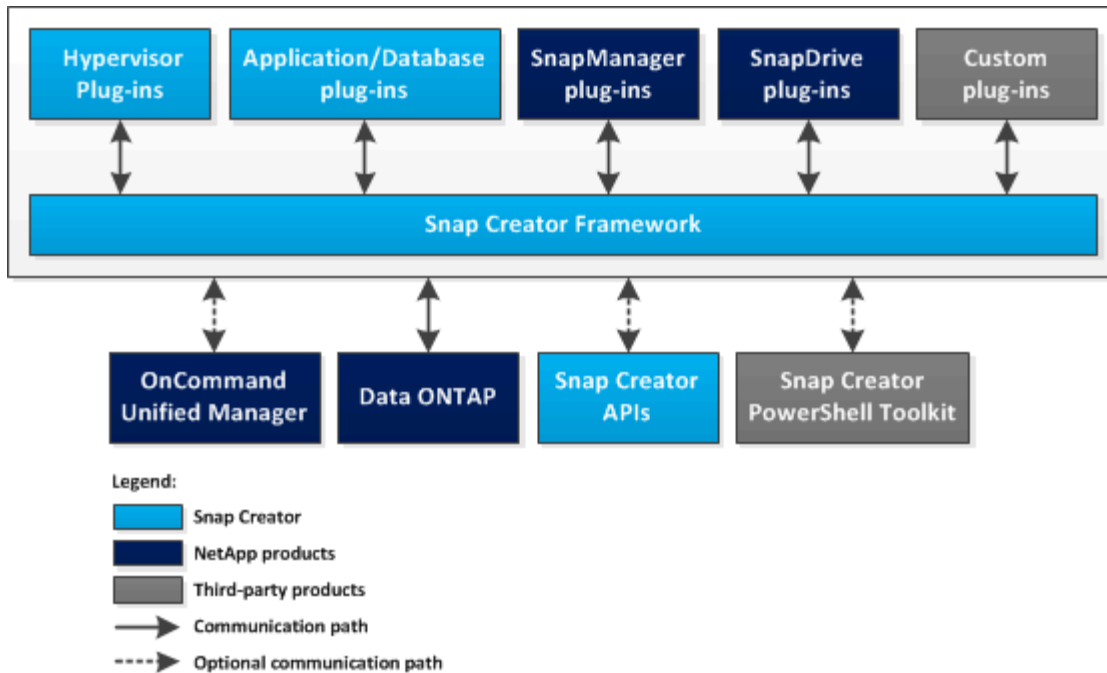 Hypervisor
Plug-ins
Application/Database
plug-ins
SnapManager
plug-ins
SnapDrive
plug-ins
Custom
plug-ins
Snap Creator Framework
OnCommand
Unified Manager
Data ONTAP
Snap Creator
APIs
Snap Creator
PowerShell Toolkit
Legend:
Snap Creator
NetApp products
Third-party products
Communication path
Optional communication path